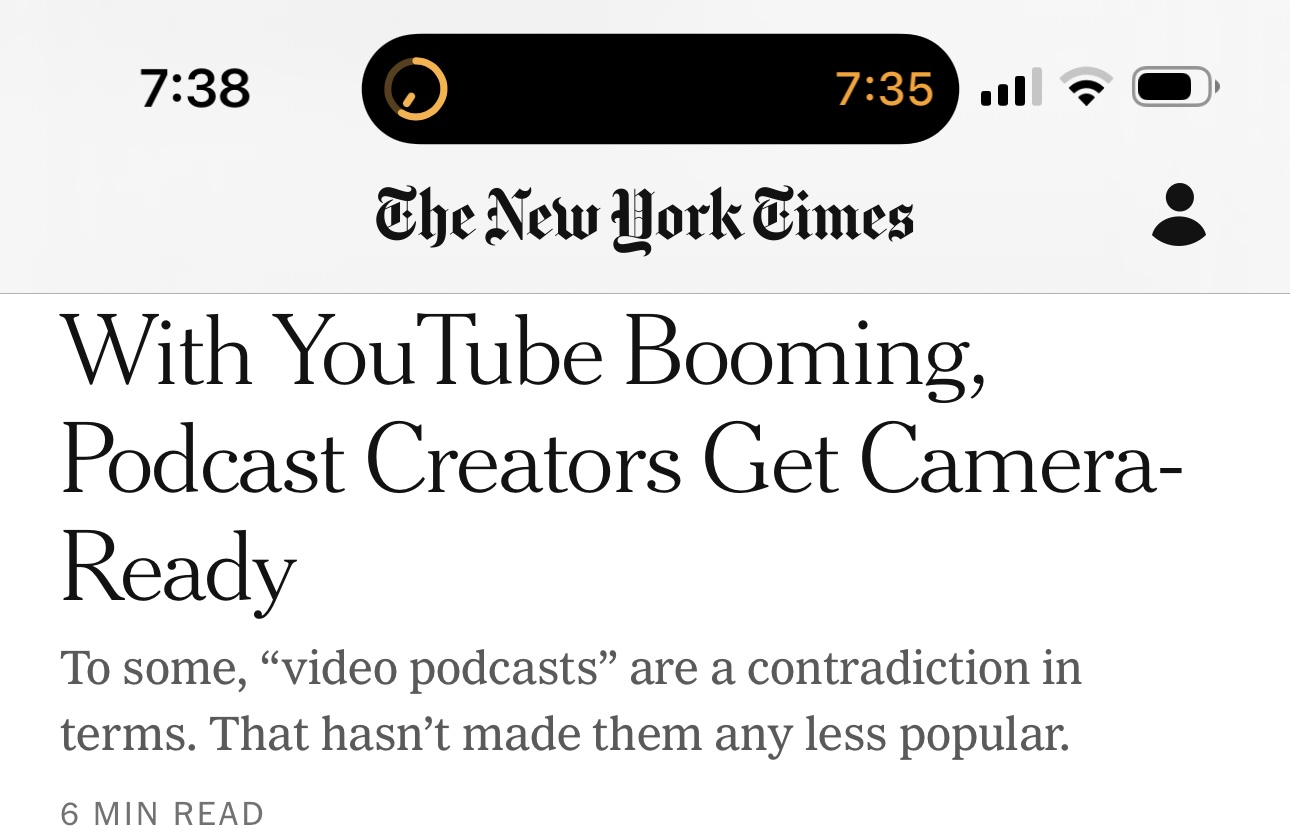 7:38
7:35
The New York Times
With YouTube Booming,
Podcast Creators Get Camera-
Ready
To some, “video podcasts” are a contradiction in
terms. That hasn’t made them any less popular.
6 MIN READ